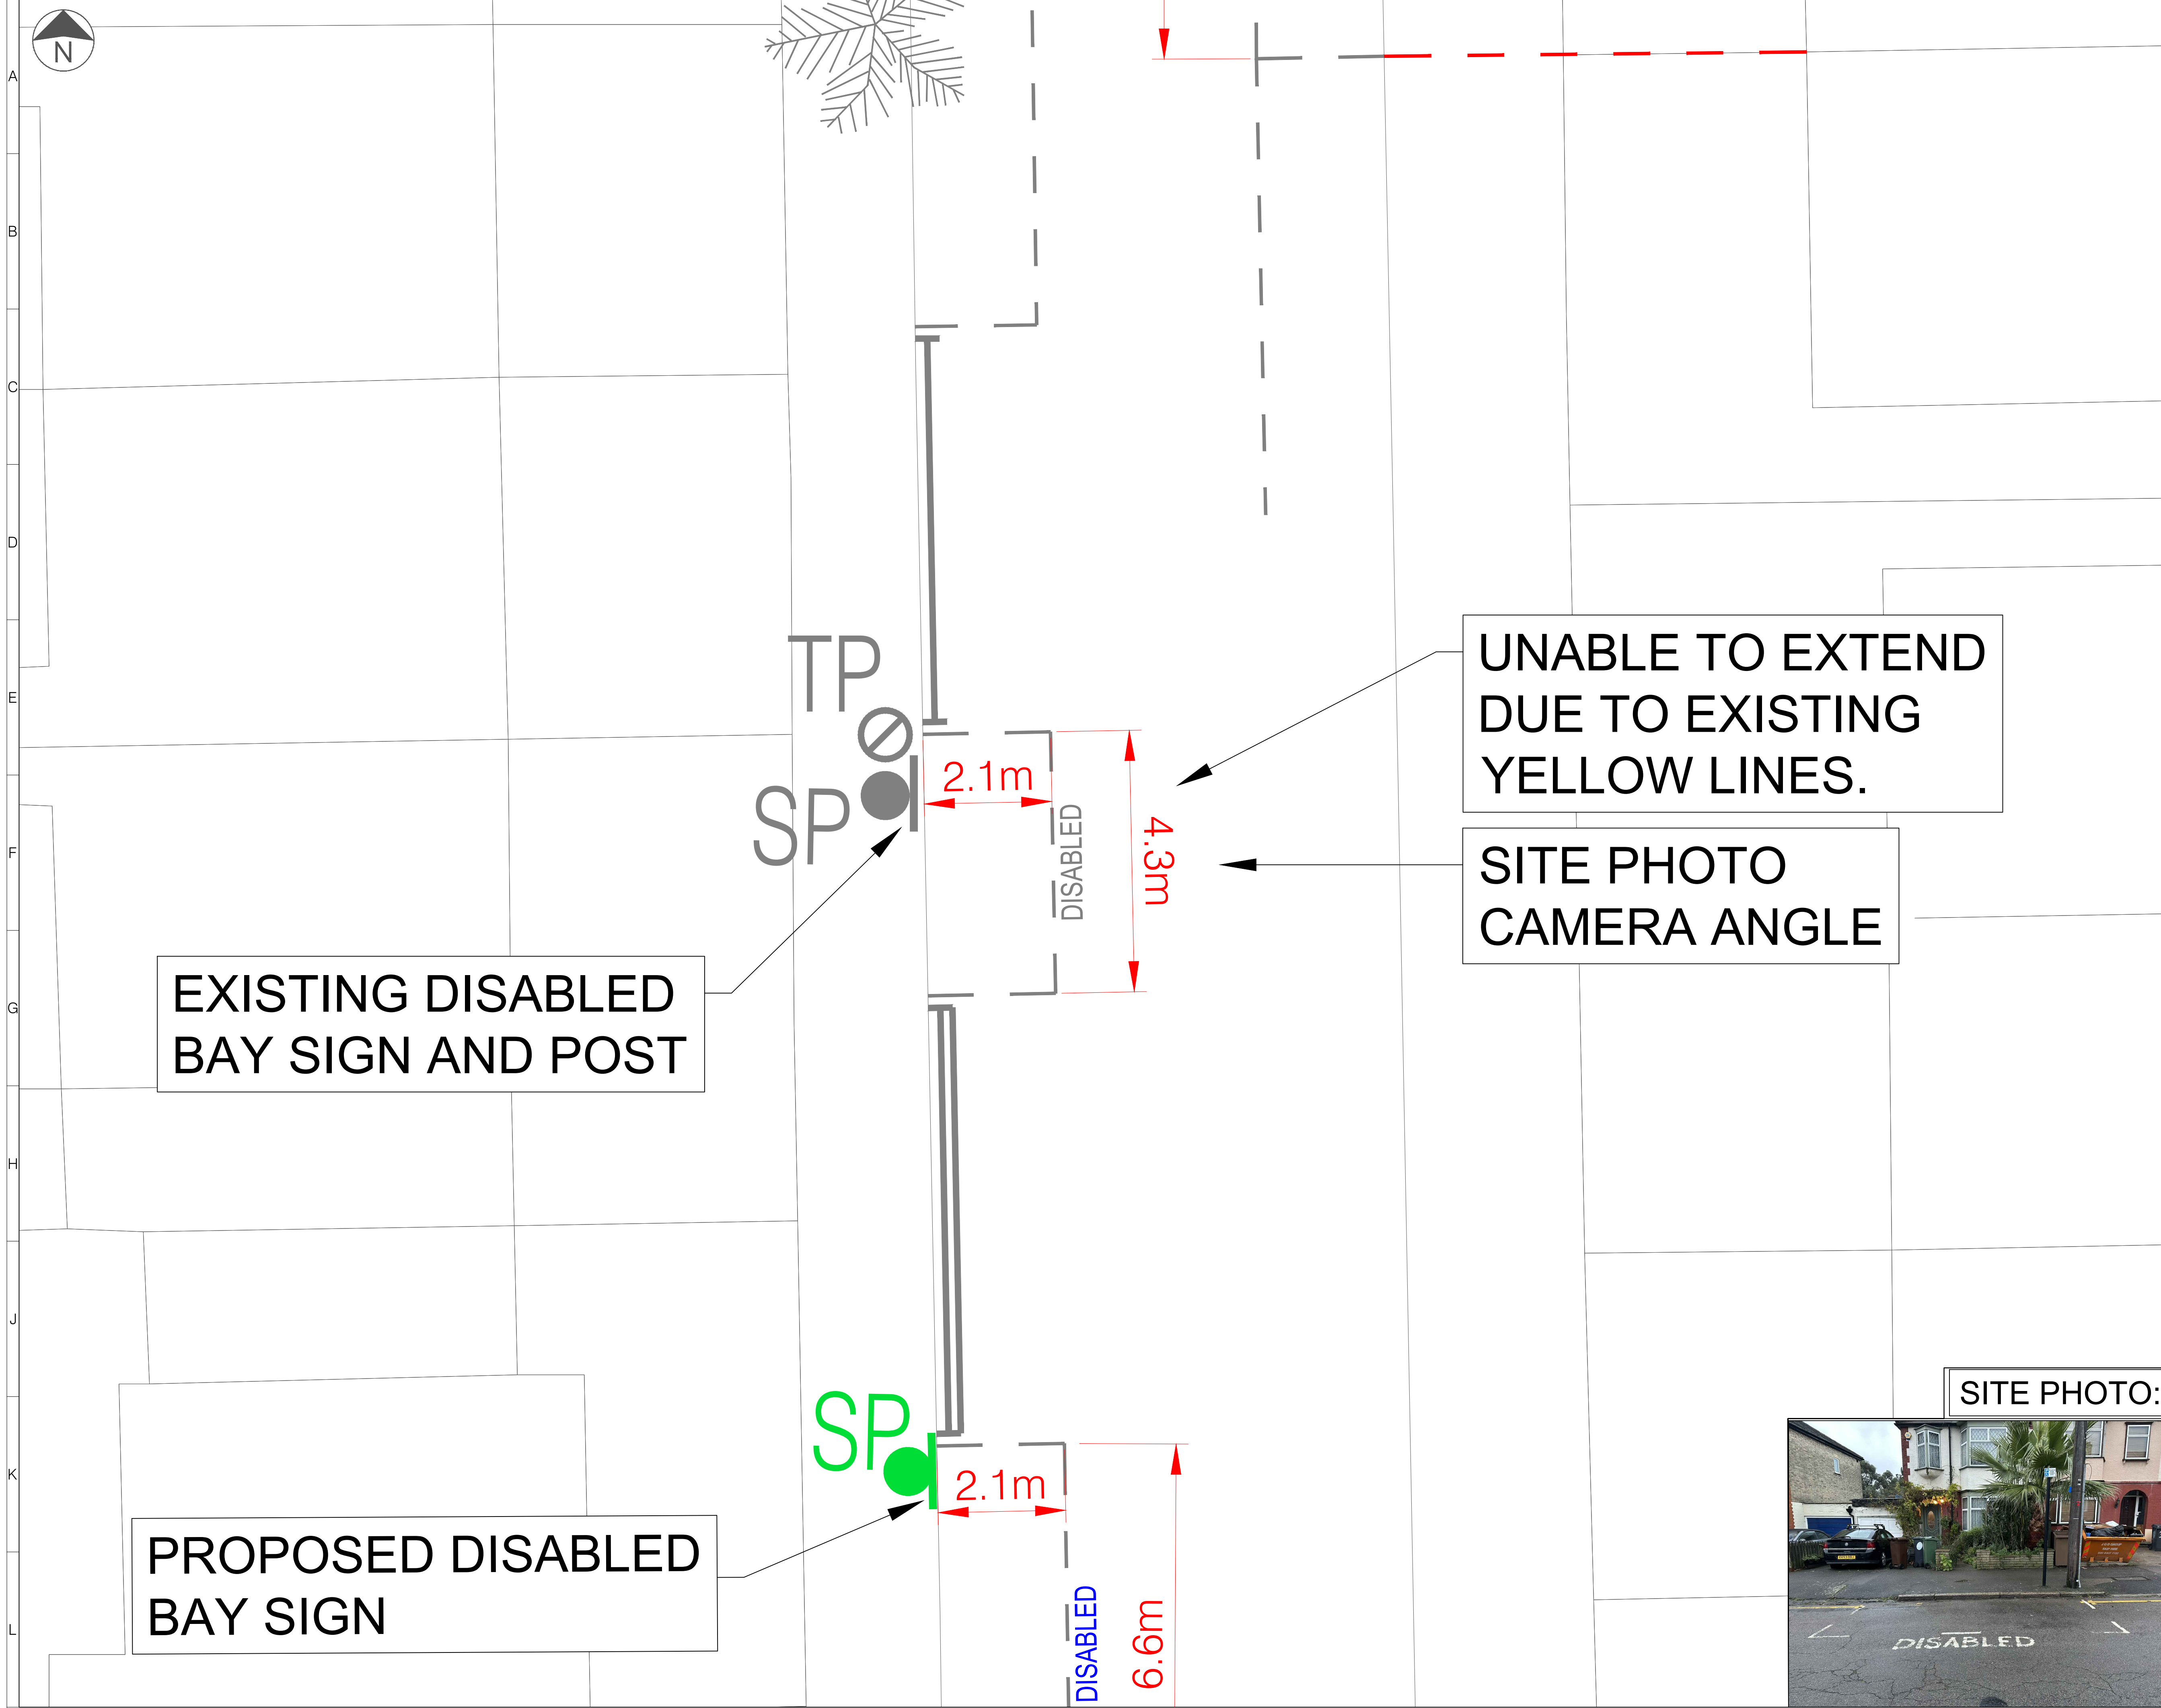 N
A
B
C
D
E
F
G
H
J
K
L
TP
SP
2.1m
DISABLED
4.3m
UNABLE TO EXTEND
DUE TO EXISTING
YELLOW LINES.
SITE PHOTO
CAMERA ANGLE
EXISTING DISABLED
BAY SIGN AND POST
SP
2.1m
PROPOSED DISABLED
BAY SIGN
DISABLED
6.6m
SITE PHOTO:
DISABLED